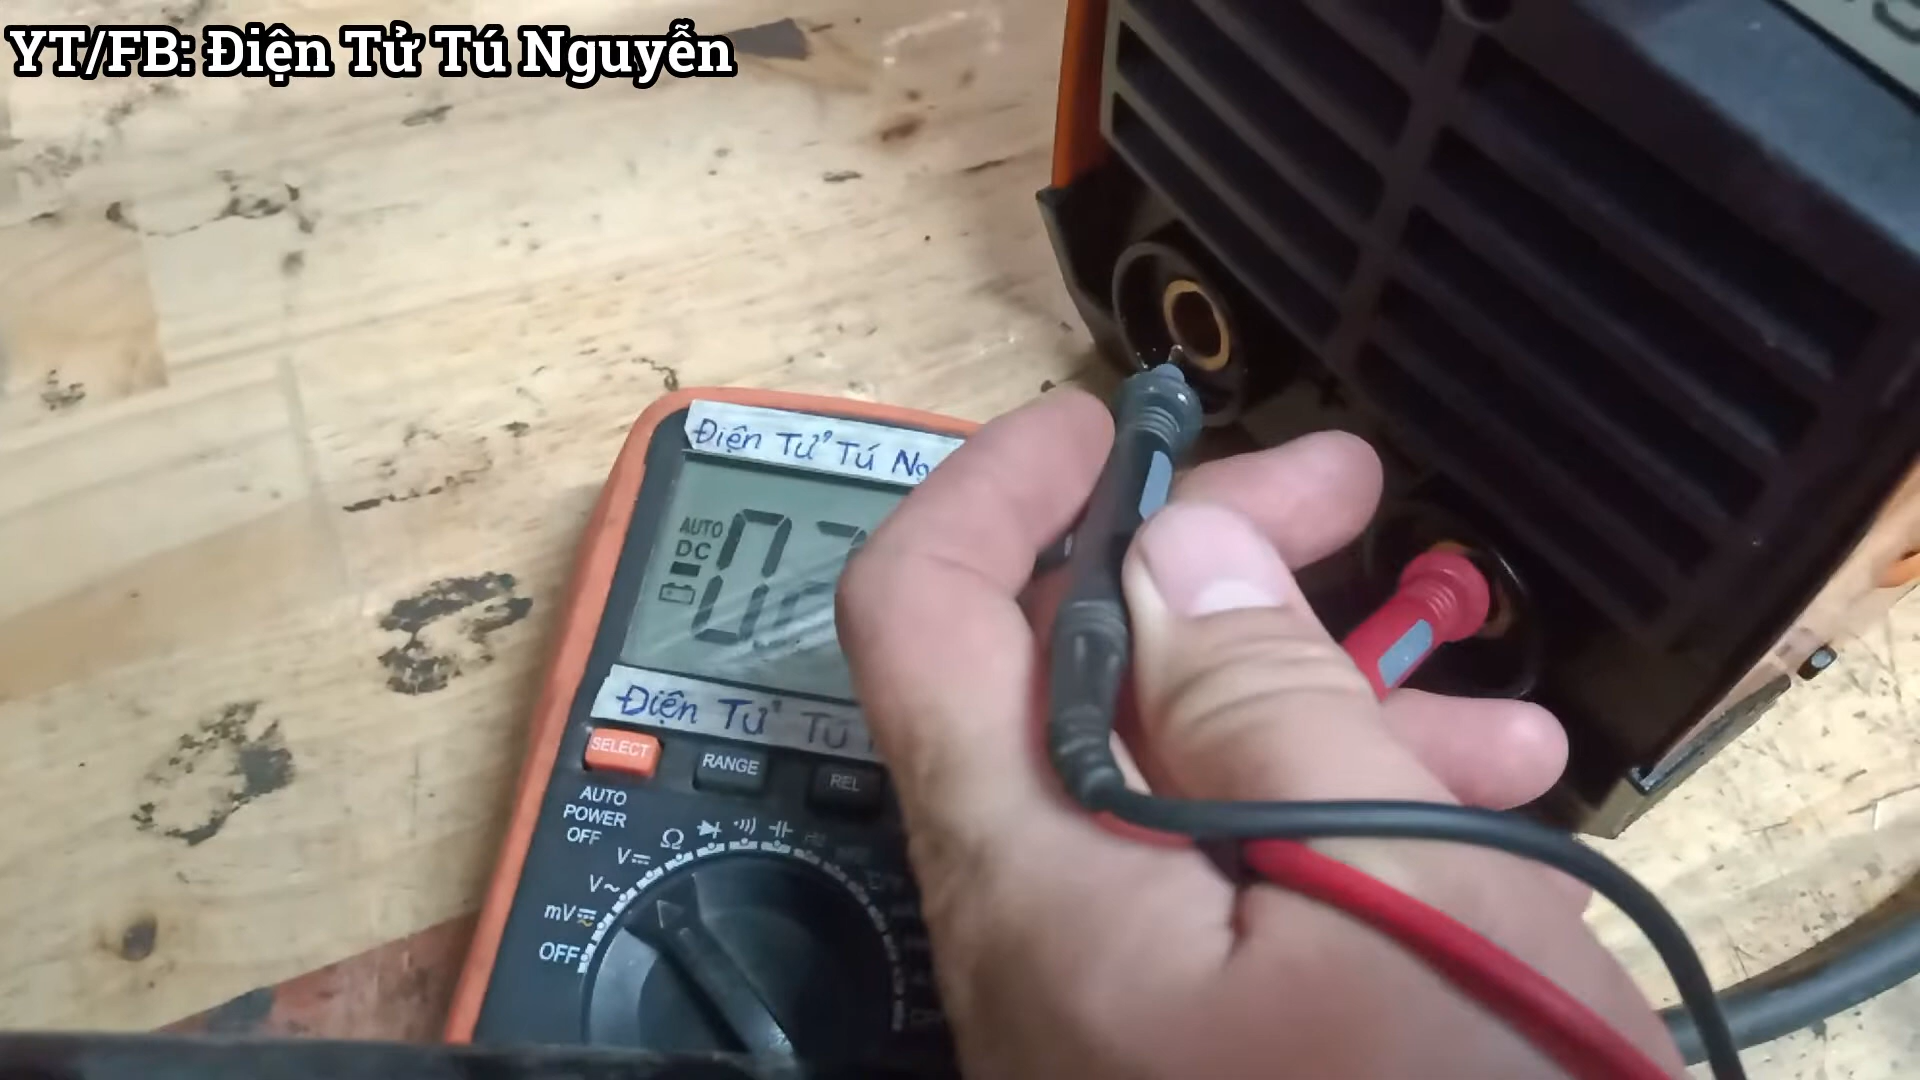 YT/FB: Điện Tử Tú Nguyễn
Điện Tử Tú
AUTO
DC
Điện Tử Tú
SELECT
RANGE
REL
AUTO
POWER
OFF
Ω
V
V~
mV
OFF